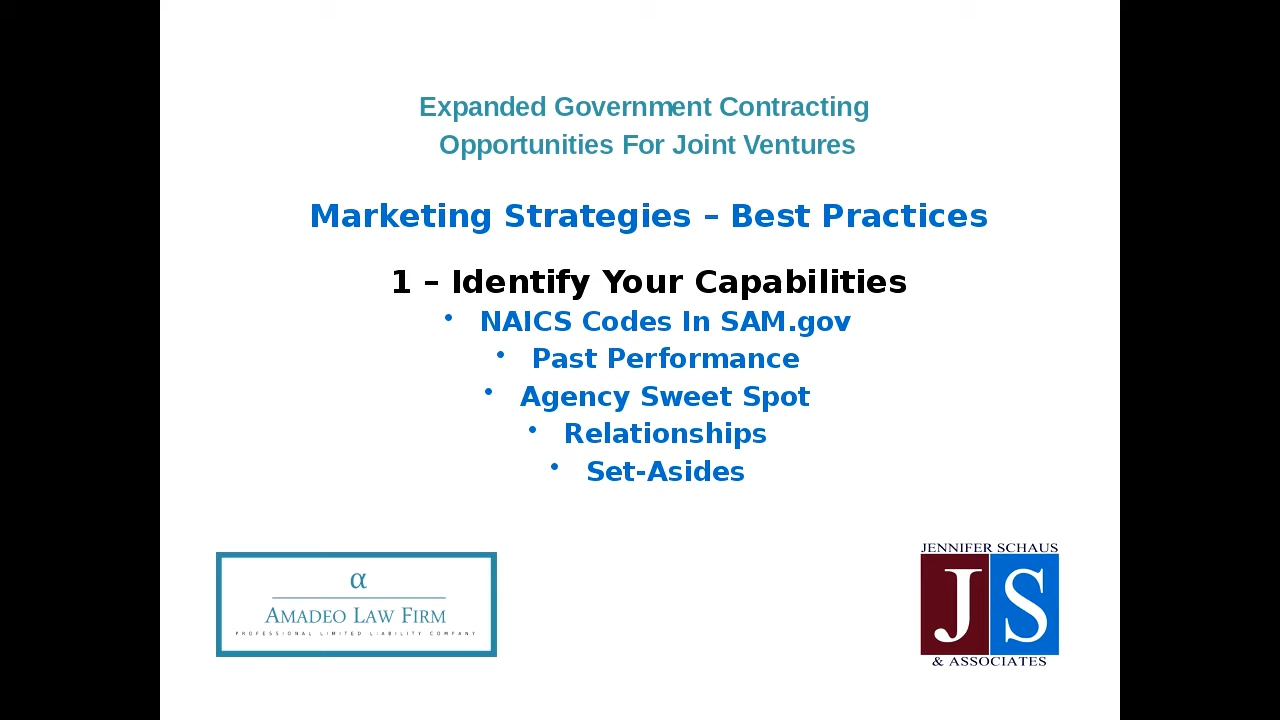 Expanded Government Contracting
Opportunities For Joint Ventures
Marketing Strategies – Best Practices
1 – Identify Your Capabilities
• NAICS Codes In SAM.gov
• Past Performance
• Agency Sweet Spot
• Relationships
• Set-Asides
α
AMADEO LAW FIRM
PROFESSIONAL LIMITED LIABILITY COMPANY
JENNIFER SCHAUS
JS
& ASSOCIATES